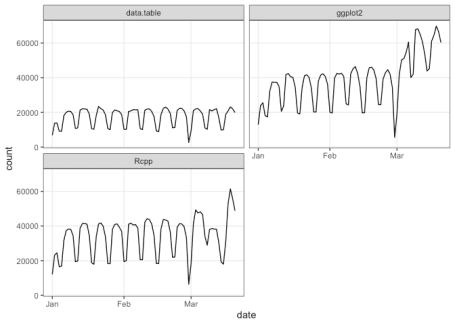 data.table
ggplot2
60000
40000
20000
0
Jan
Feb
Mar
Rcpp
60000
40000
20000
0
Jan
Feb
Mar
count
date